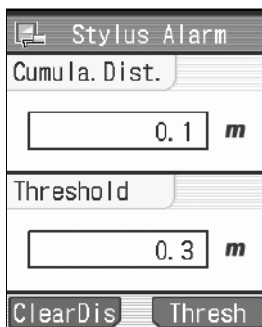 Stylus Alarm
Cumula. Dist.
0.1 m
Threshold
0.3 m
ClearDis Thresh